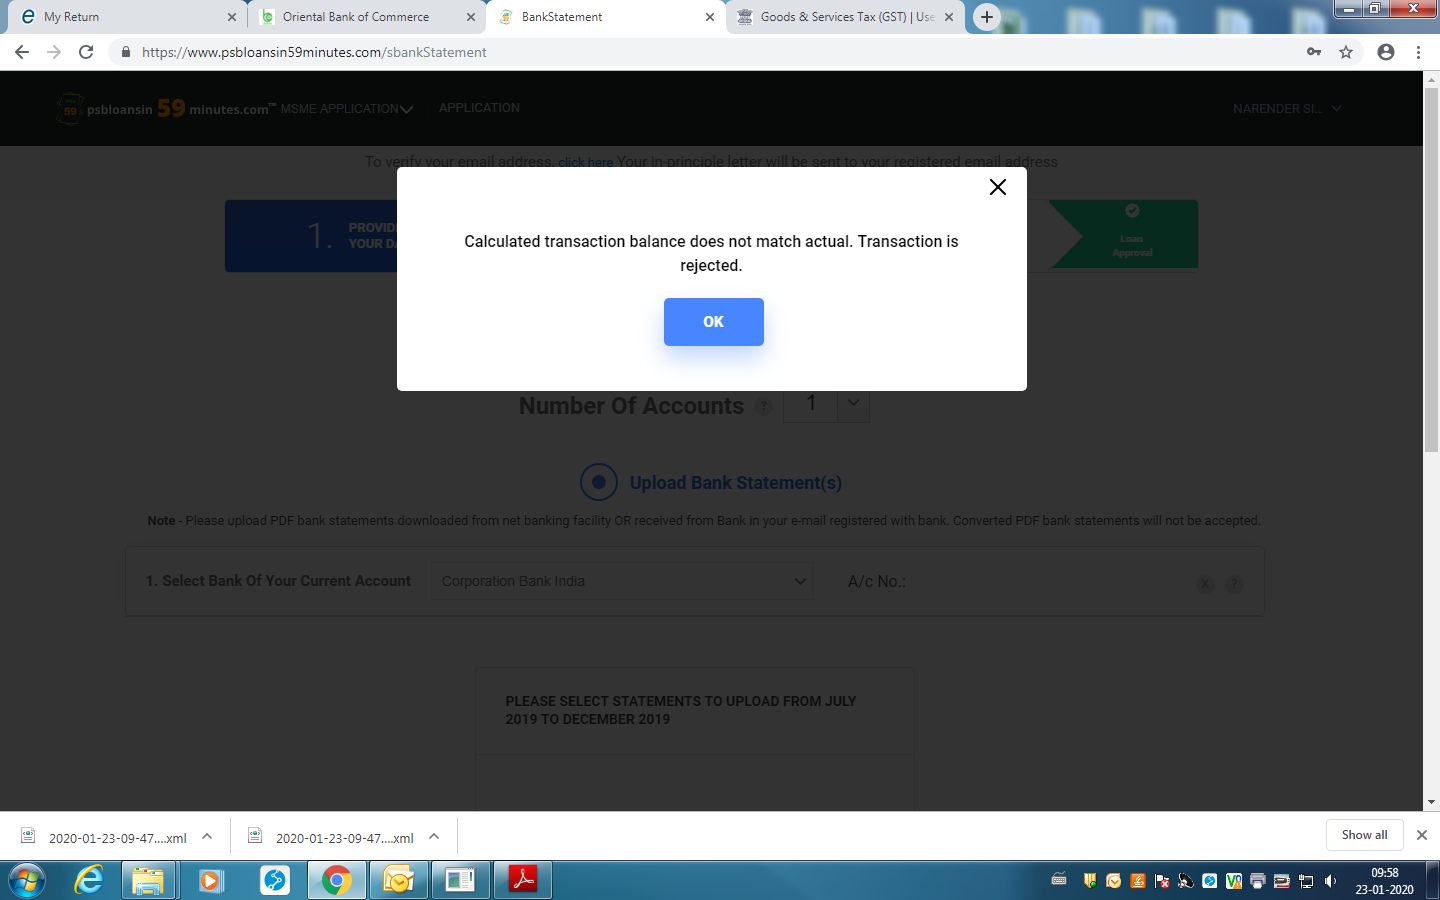 My Return
Oriental Bank of Commerce
BankStatement
Goods & Services Tax (GST) | Use
https://www.psbloansin59minutes.com/sbankStatement
psbloansin 59 minutes.com™ MSME APPLICATION
APPLICATION
NARENDER SI...
To verify your email address, click here Your in-principle letter will be sent to your registered email address
1. PROVID
YOUR DA
Loan
Approval
Calculated transaction balance does not match actual. Transaction is
rejected.
OK
Number Of Accounts ? 1
Upload Bank Statement(s)
Note - Please upload PDF bank statements downloaded from net banking facility OR received from Bank in your e-mail registered with bank. Converted PDF bank statements will not be accepted.
1. Select Bank Of Your Current Account
Corporation Bank India
A/c No.:
X ?
PLEASE SELECT STATEMENTS TO UPLOAD FROM JULY
2019 TO DECEMBER 2019
2020-01-23-09-47....xml
2020-01-23-09-47....xml
Show all
09:58
23-01-2020